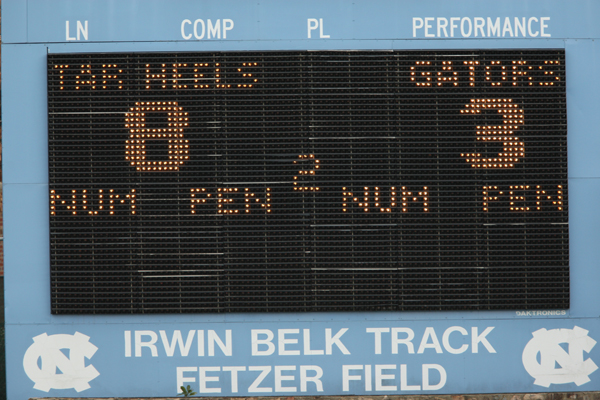 LN COMP PL PERFORMANCE
TAR HEELS GATORS
8 2 3
NUM PEN NUM PEN
DAKTRONICS
NC IRWIN BELK TRACK NC
FETZER FIELD